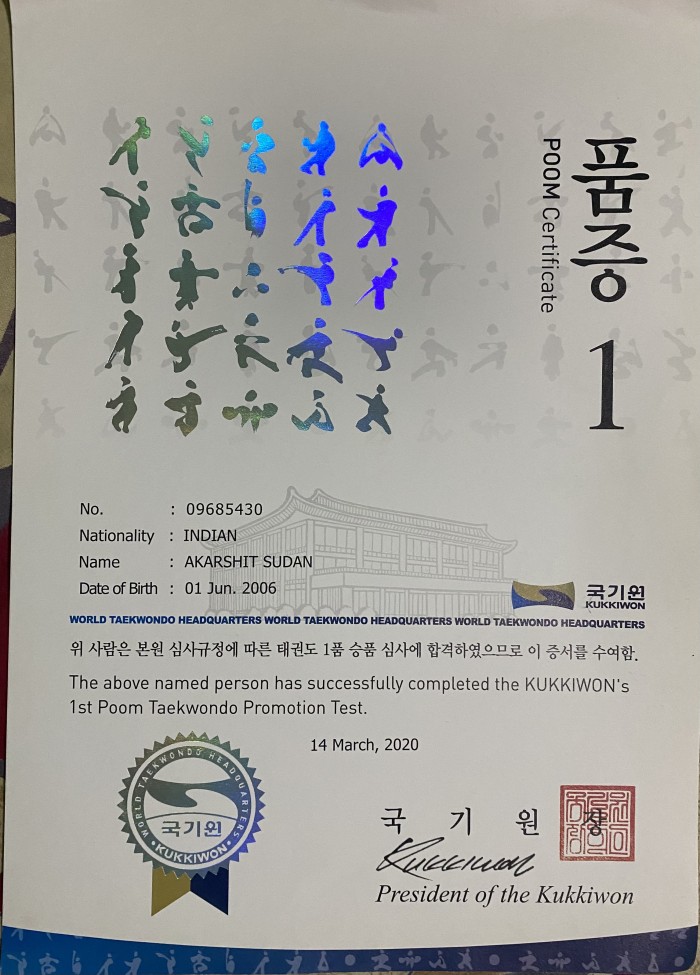 품증 1
POOM Certificate
No. : 09685430
Nationality : INDIAN
Name : AKARSHIT SUDAN
Date of Birth : 01 Jun. 2006
국기원
KUKKIWON
WORLD TAEKWONDO HEADQUARTERS WORLD TAEKWONDO HEADQUARTERS WORLD TAEKWONDO HEADQUARTERS
위 사람은 본원 심사규정에 따른 태권도 1품 승품 심사에 합격하였으므로 이 증서를 수여함.
The above named person has successfully completed the KUKKIWON's
1st Poom Taekwondo Promotion Test.
14 March, 2020
WORLD TAEKWONDO HEADQUARTERS
국기원
KUKKIWON
국 기 원 장
Kukkiwon
President of the Kukkiwon